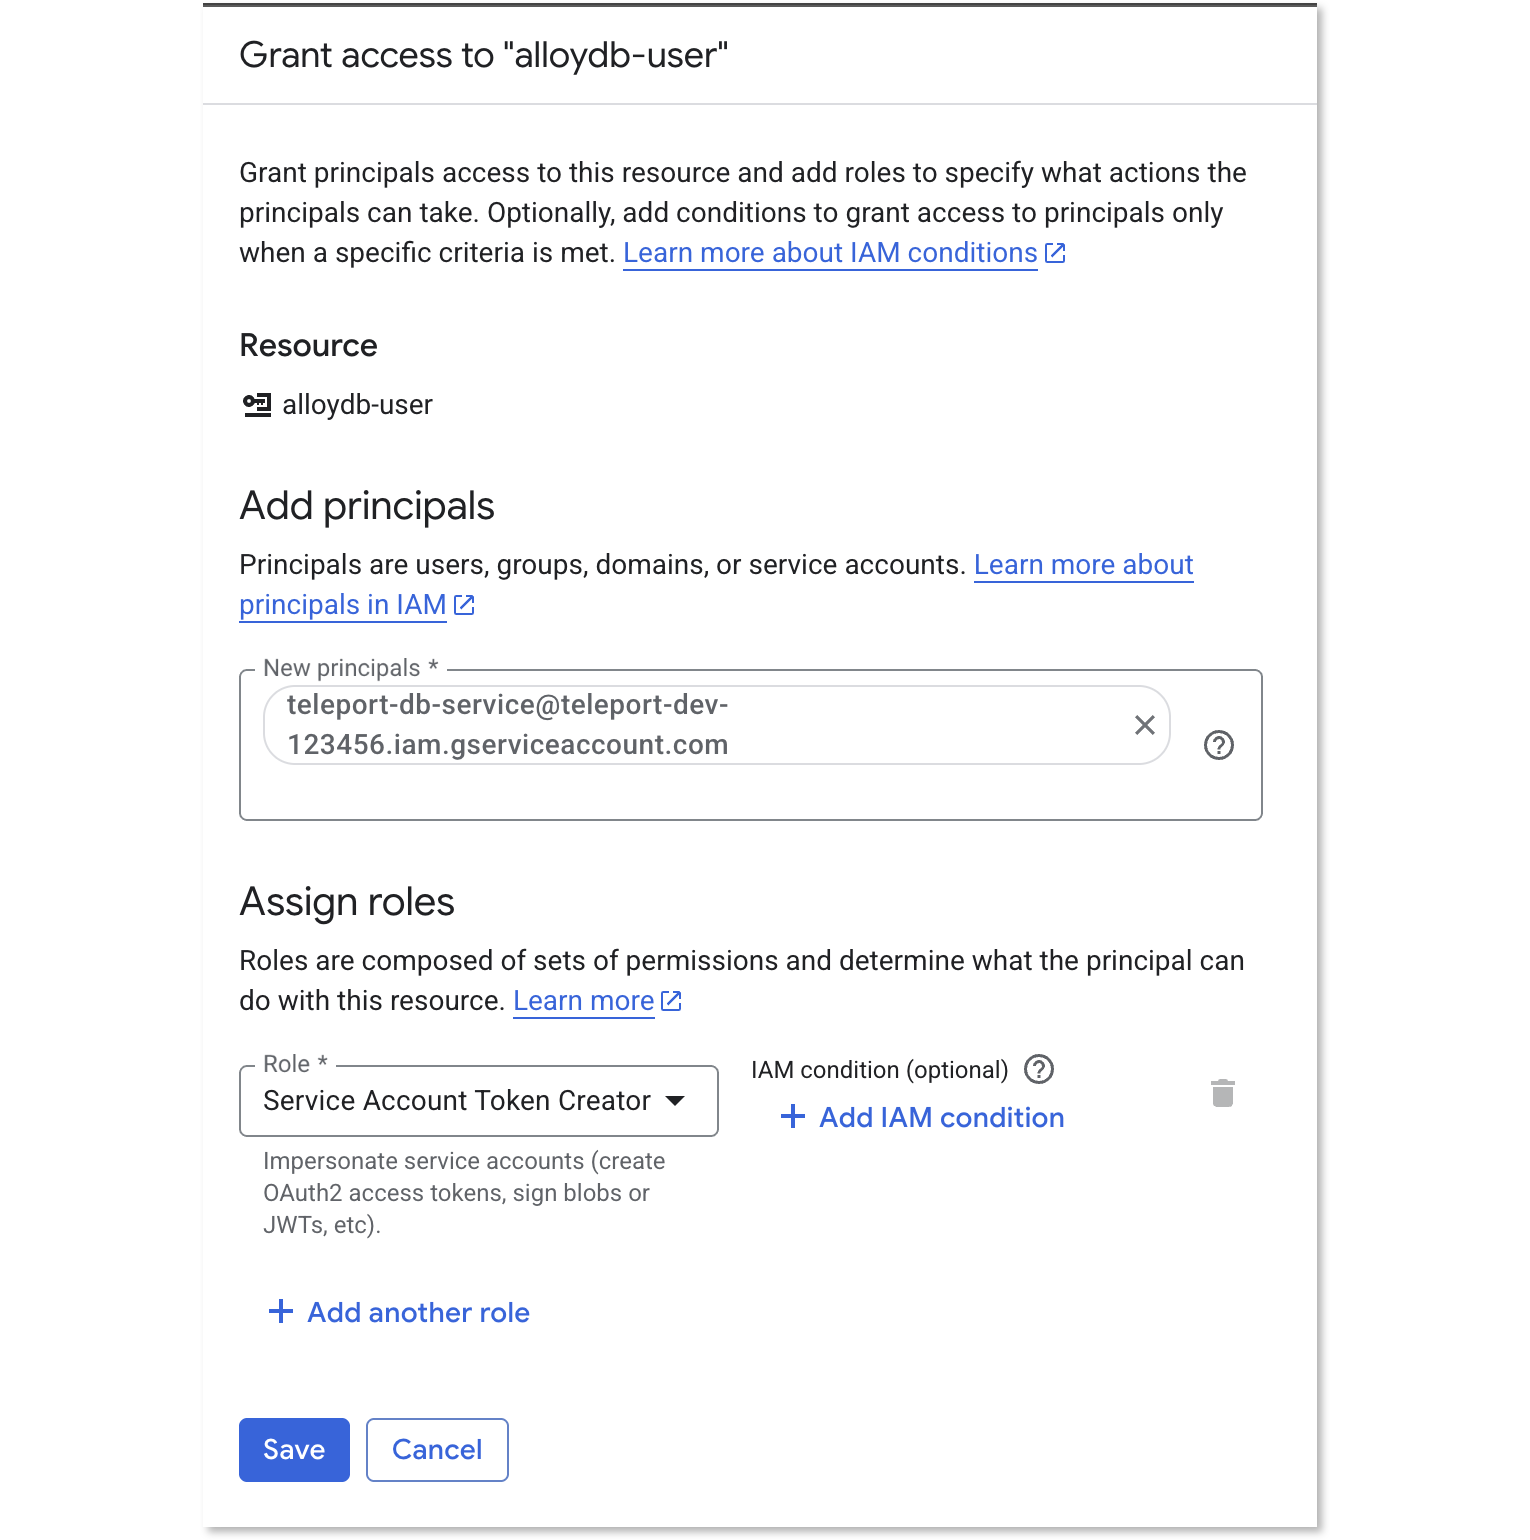 Grant access to "alloydb-user"
Grant principals access to this resource and add roles to specify what actions the
principals can take. Optionally, add conditions to grant access to principals only
when a specific criteria is met. Learn more about IAM conditions
Resource
alloydb-user
Add principals
Principals are users, groups, domains, or service accounts. Learn more about
principals in IAM
New principals *
teleport-db-service@teleport-dev-
123456.iam.gserviceaccount.com
Assign roles
Roles are composed of sets of permissions and determine what the principal can
do with this resource. Learn more
Role *
Service Account Token Creator
IAM condition (optional)
+ Add IAM condition
Impersonate service accounts (create
OAuth2 access tokens, sign blobs or
JWTs, etc).
+ Add another role
Save
Cancel